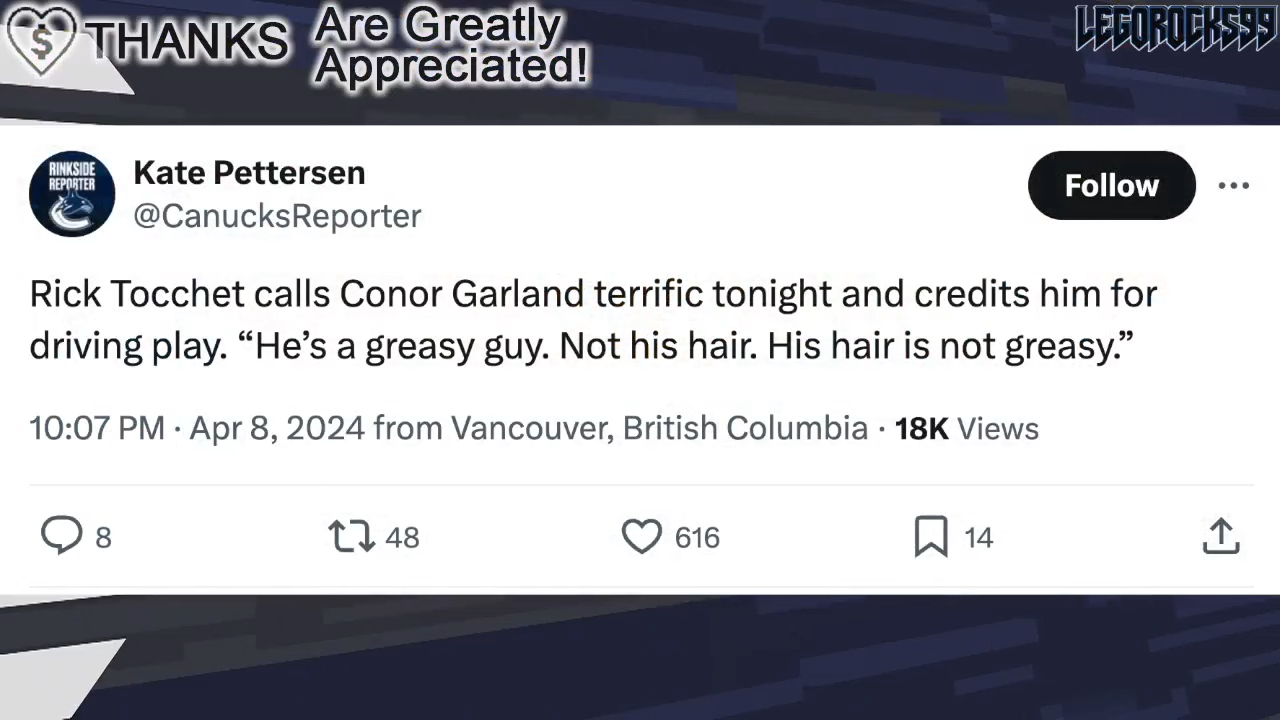 THANKS
Are Greatly
Appreciated!
LEGOROCKS99
RINKSIDE
REPORTER
Kate Pettersen
@CanucksReporter
Follow
Rick Tocchet calls Conor Garland terrific tonight and credits him for
driving play. “He’s a greasy guy. Not his hair. His hair is not greasy.”
10:07 PM · Apr 8, 2024 from Vancouver, British Columbia · 18K Views
8 48 616 14